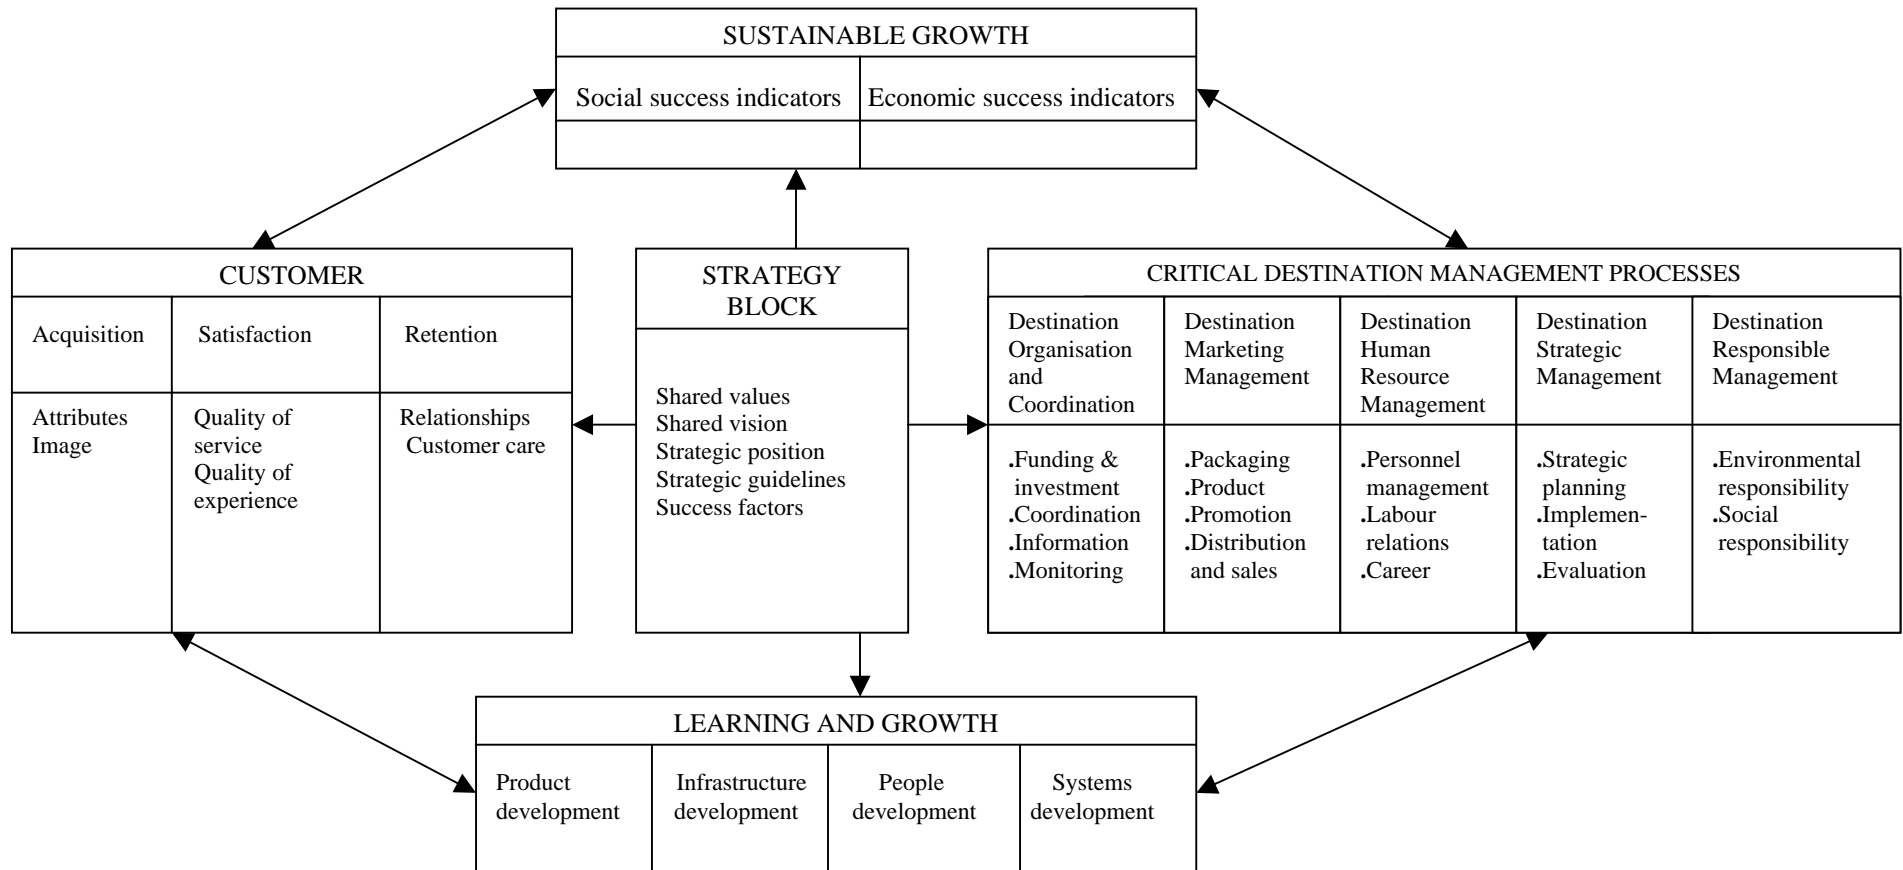 SUSTAINABLE GROWTH
Social success indicators
Economic success indicators
CUSTOMER
Acquisition
Satisfaction
Retention
Attributes
Image
Quality of
service
Quality of
experience
Relationships
Customer care
STRATEGY
BLOCK
Shared values
Shared vision
Strategic position
Strategic guidelines
Success factors
CRITICAL DESTINATION MANAGEMENT PROCESSES
Destination
Organisation
and
Coordination
Destination
Marketing
Management
Destination
Human
Resource
Management
Destination
Strategic
Management
Destination
Responsible
Management
.Funding &
investment
.Coordination
.Information
.Monitoring
.Packaging
.Product
.Promotion
.Distribution
and sales
.Personnel
management
.Labour
relations
.Career
.Strategic
planning
.Implemen-
tation
.Evaluation
.Environmental
responsibility
.Social
responsibility
LEARNING AND GROWTH
Product
development
Infrastructure
development
People
development
Systems
development